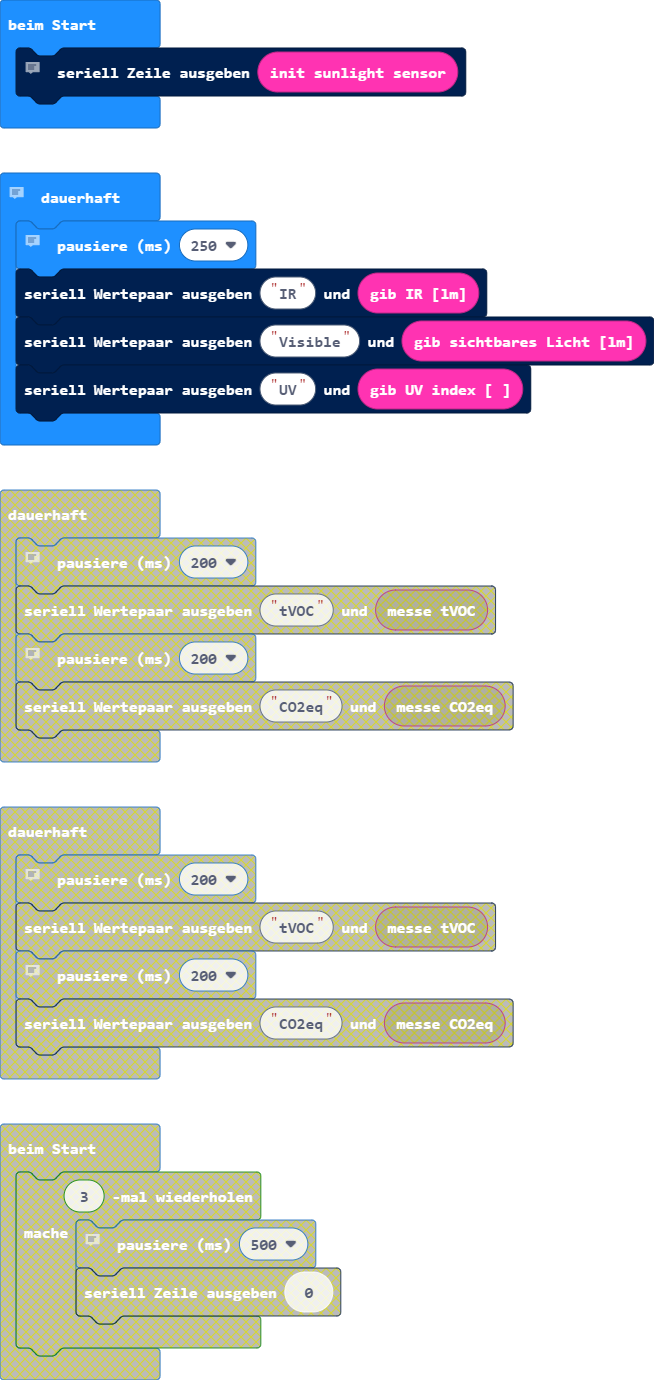 beim Start
seriell Zeile ausgeben init sunlight sensor
dauerhaft
pausiere (ms) 250
seriell Wertepaar ausgeben "IR" und gib IR [lm]
seriell Wertepaar ausgeben "Visible" und gib sichtbares Licht [lm]
seriell Wertepaar ausgeben "UV" und gib UV index [ ]
dauerhaft
pausiere (ms) 200
seriell Wertepaar ausgeben "tVOC" und messe tVOC
pausiere (ms) 200
seriell Wertepaar ausgeben "CO2eq" und messe CO2eq
dauerhaft
pausiere (ms) 200
seriell Wertepaar ausgeben "tVOC" und messe tVOC
pausiere (ms) 200
seriell Wertepaar ausgeben "CO2eq" und messe CO2eq
beim Start
3 -mal wiederholen
mache
pausiere (ms) 500
seriell Zeile ausgeben 0